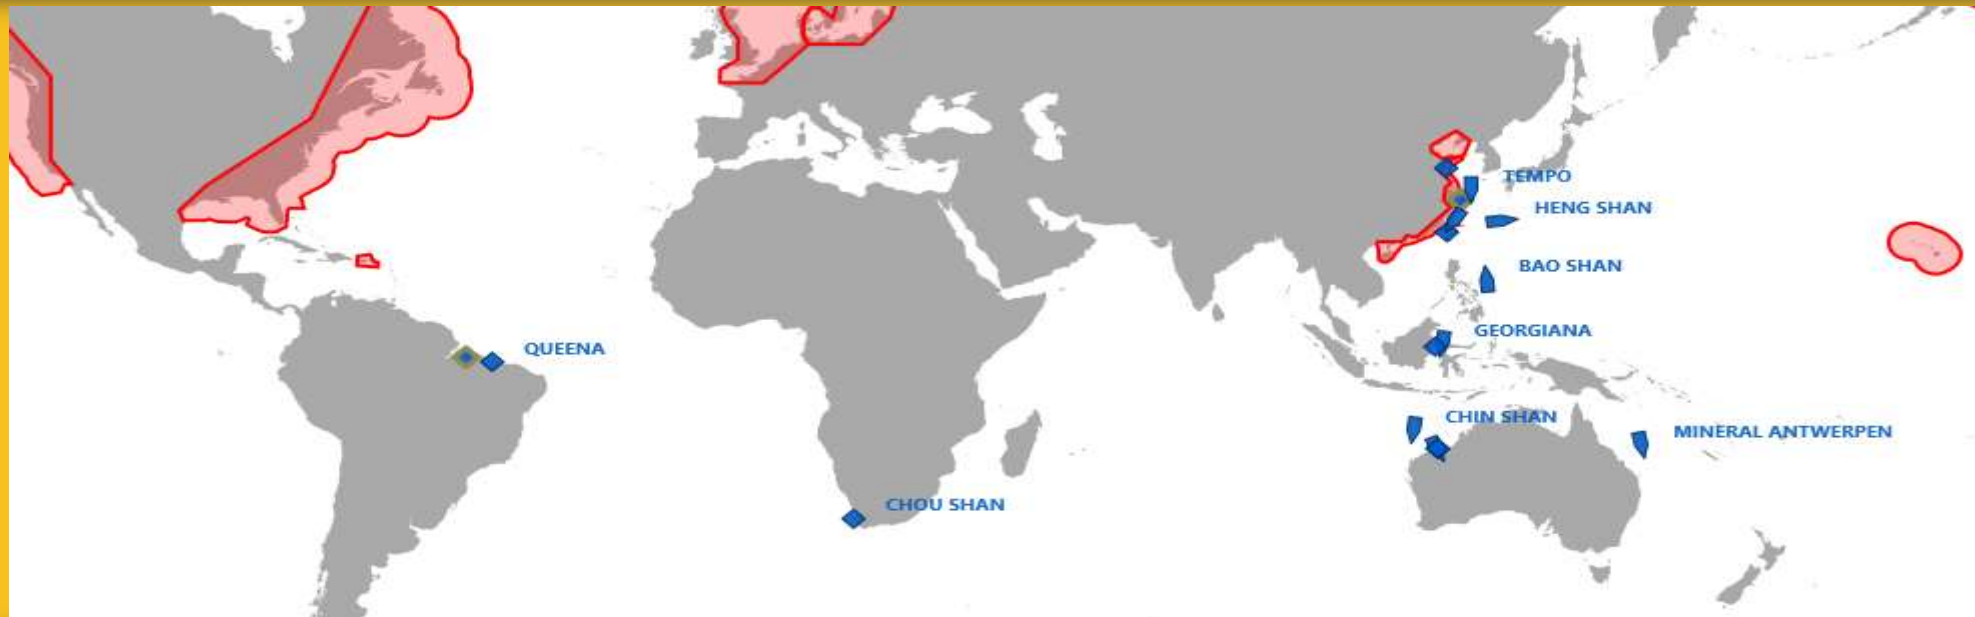 TEMPO
HENG SHAN
BAO SHAN
GEORGIANA
QUEENA
CHIN SHAN
MINERAL ANTWERPEN
CHOU SHAN